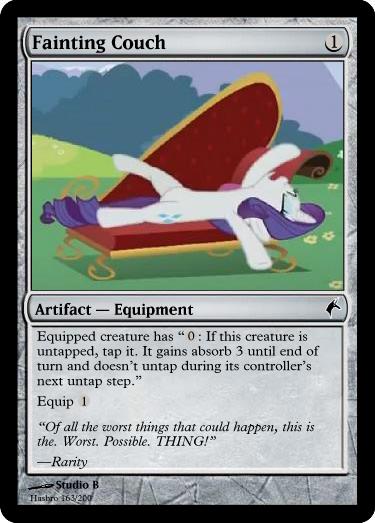 Fainting Couch 1
Artifact — Equipment
Equipped creature has “ 0 : If this creature is
untapped, tap it. It gains absorb 3 until end of
turn and doesn’t untap during its controller’s
next untap step.”
Equip 1
“Of all the worst things that could happen, this is
the. Worst. Possible. THING!”
—Rarity
Studio B
Hasbro 163/200